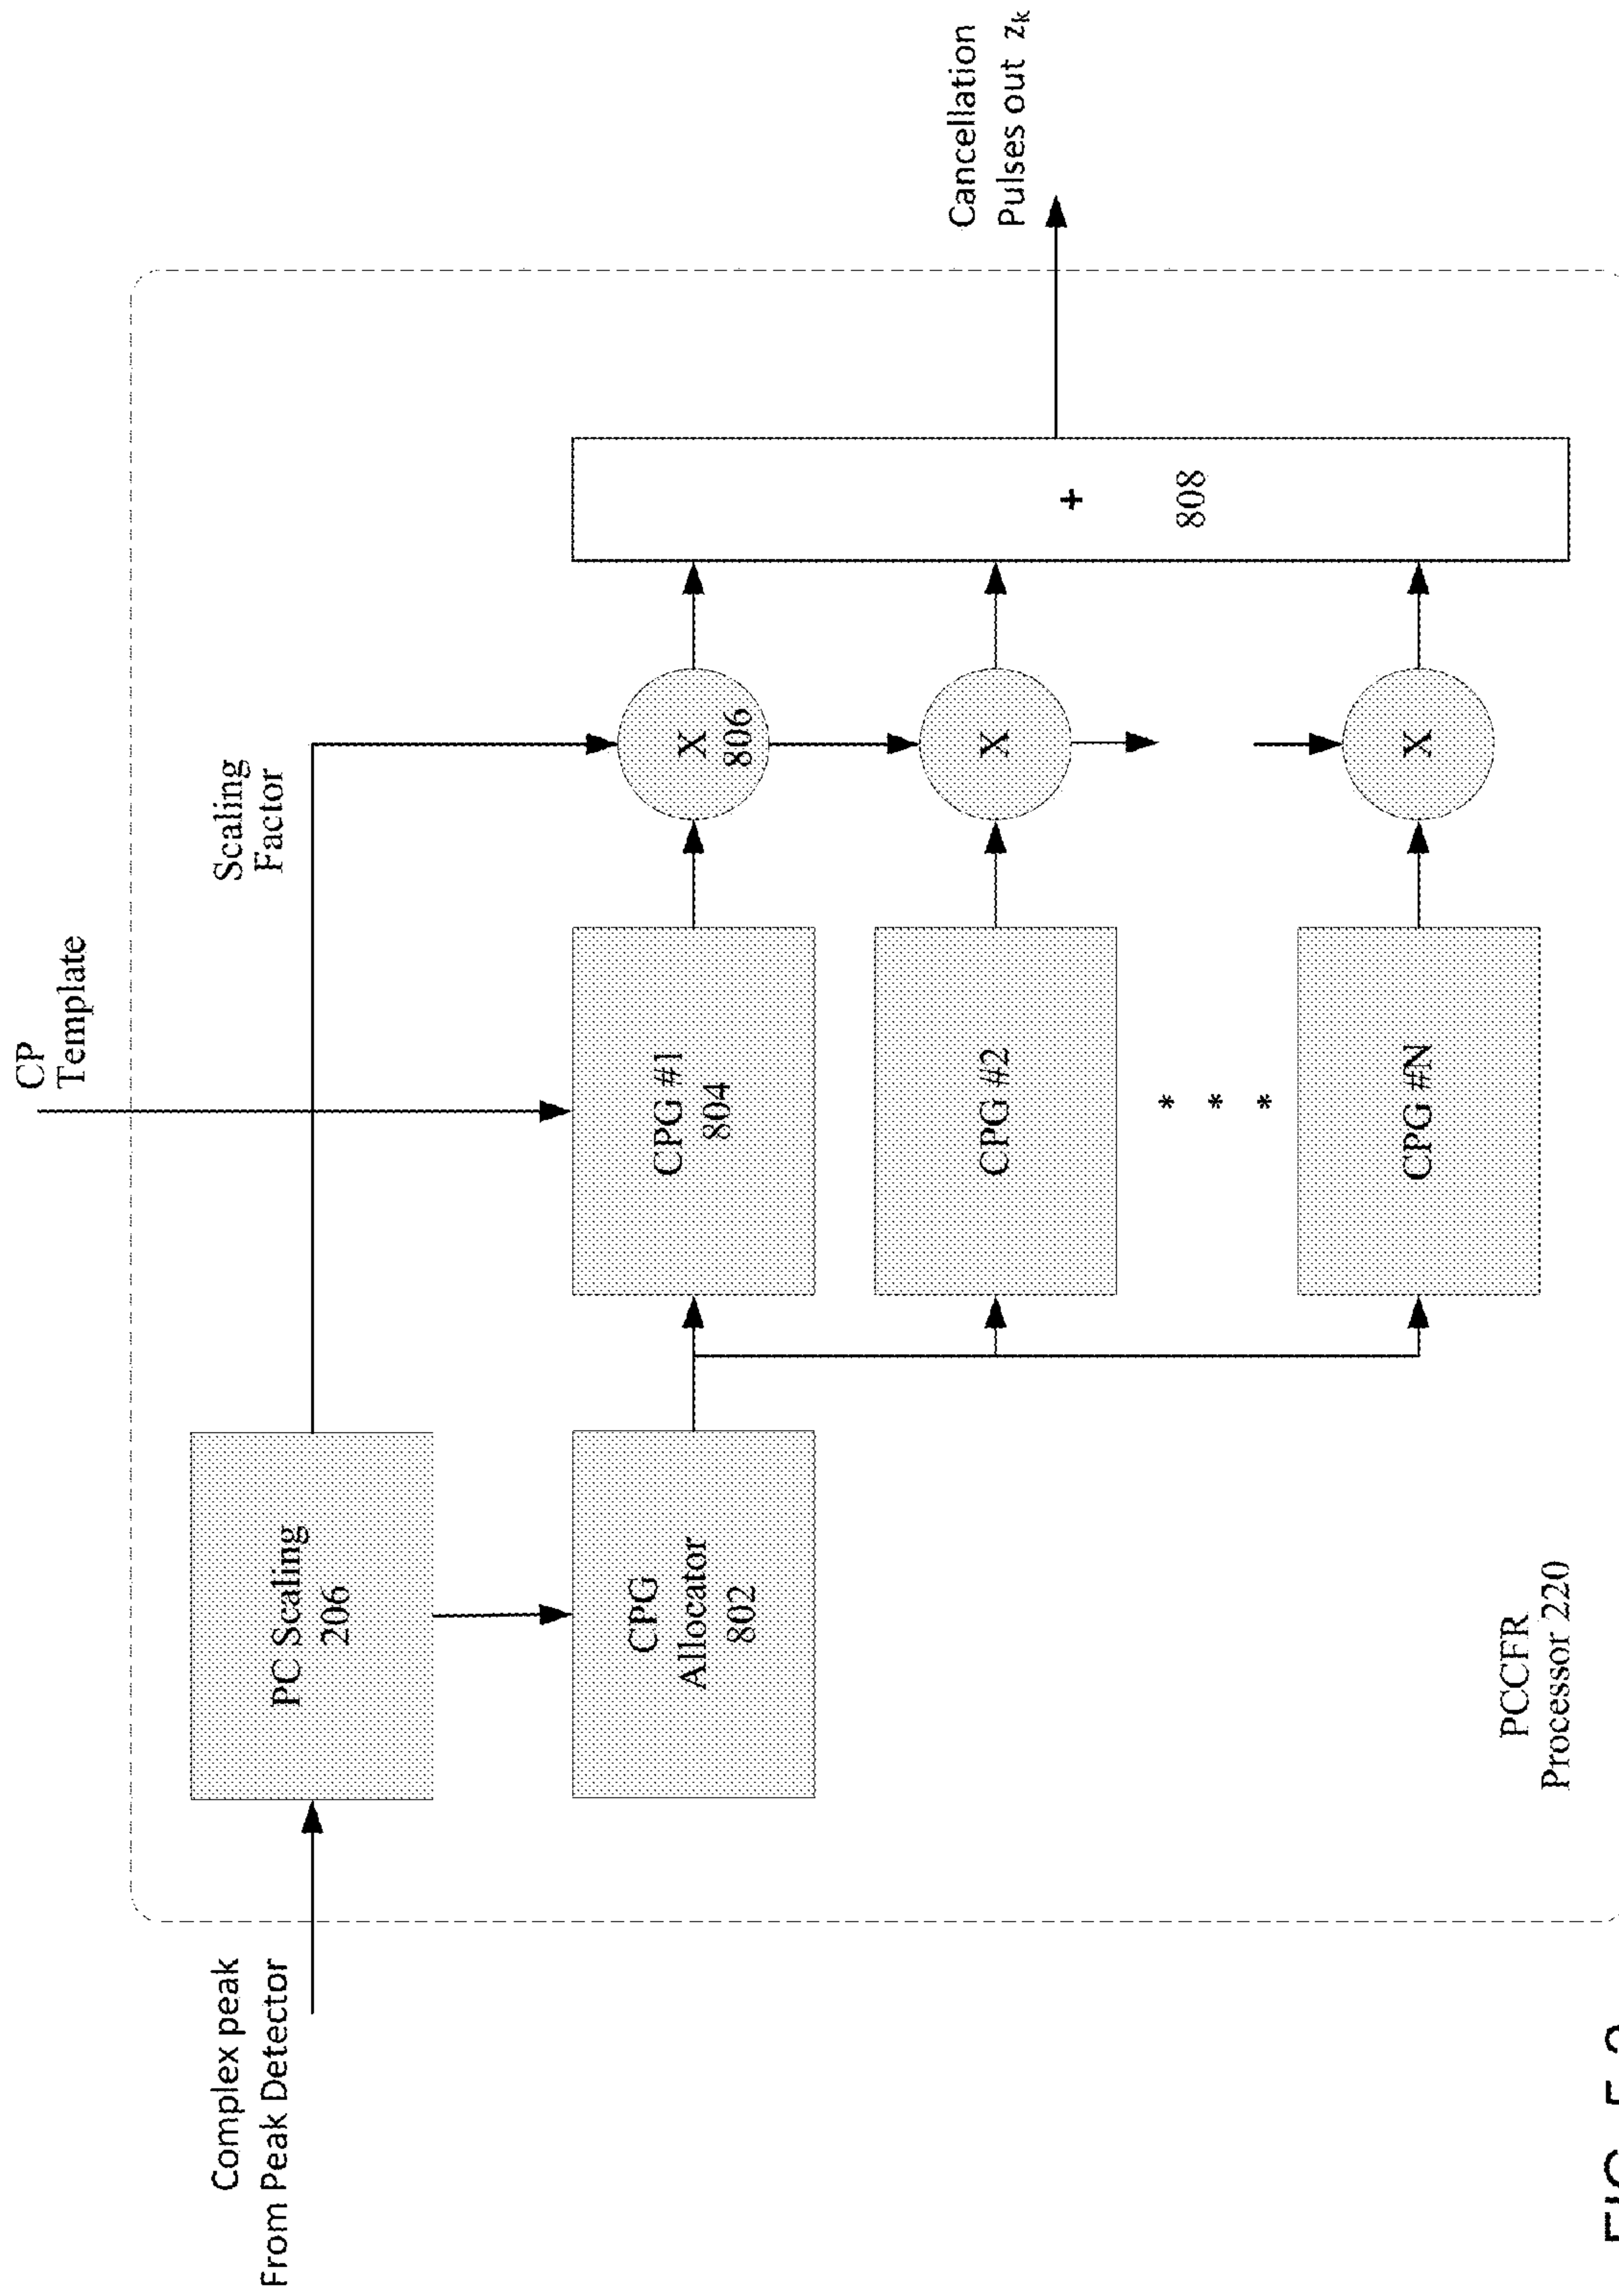 CP
Template
Complex peak
From Peak Detector
PC Scaling
206
Scaling
Factor
CPG
Allocator
802
CPG #1
804
X
806
CPG #2
X
*
*
*
CPG #N
X
+
808
Cancellation
Pulses out zk
PCCFR
Processor 220
FIG.